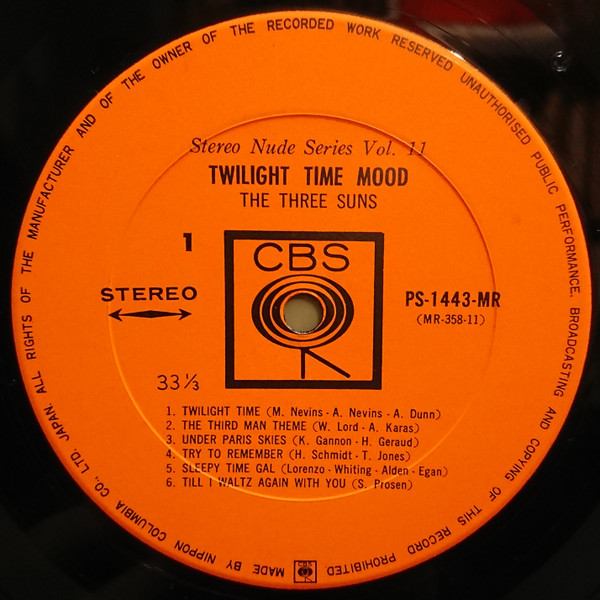 MADE BY NIPPON COLUMBIA CO., LTD. JAPAN. ALL RIGHTS OF THE MANUFACTURER AND OF THE OWNER OF THE RECORDED WORK RESERVED UNAUTHORISED PUBLIC PERFORMANCE, BROADCASTING AND COPYING OF THIS RECORD PROHIBITED
Stereo Nude Series Vol. 11
TWILIGHT TIME MOOD
THE THREE SUNS
1
CBS
STEREO
PS-1443-MR
(MR-358-11)
33 1/3
1. TWILIGHT TIME (M. Nevins - A. Nevins - A. Dunn)
2. THE THIRD MAN THEME (W. Lord - A. Karas)
3. UNDER PARIS SKIES (K. Gannon - H. Geraud)
4. TRY TO REMEMBER (H. Schmidt - T. Jones)
5. SLEEPY TIME GAL (Lorenzo - Whiting - Alden - Egan)
6. TILL I WALTZ AGAIN WITH YOU (S. Prosen)
CBS